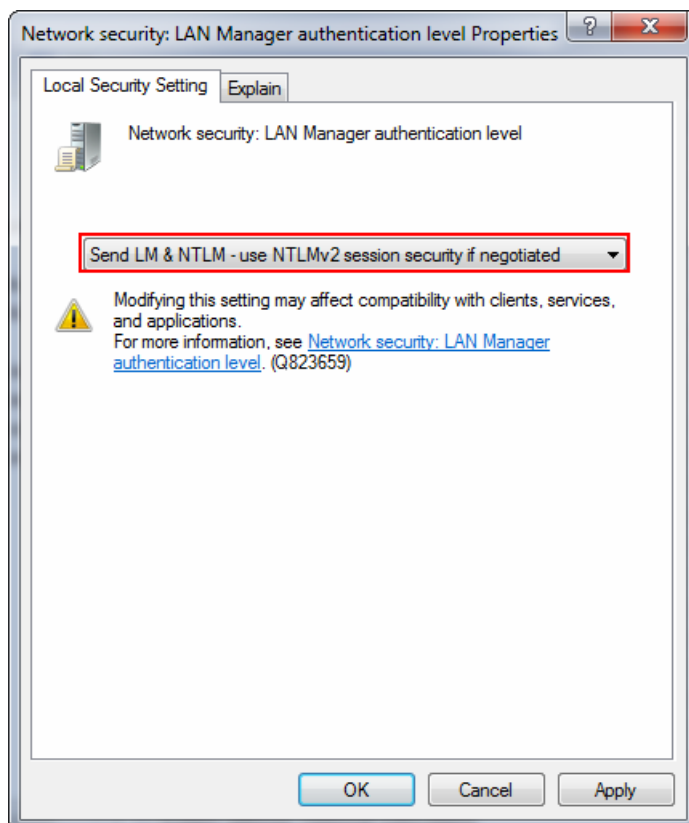 Network security: LAN Manager authentication level Properties
Local Security Setting
Explain
Network security: LAN Manager authentication level
Send LM & NTLM - use NTLMv2 session security if negotiated
Modifying this setting may affect compatibility with clients, services,
and applications.
For more information, see Network security: LAN Manager
authentication level. (Q823659)
OK
Cancel
Apply